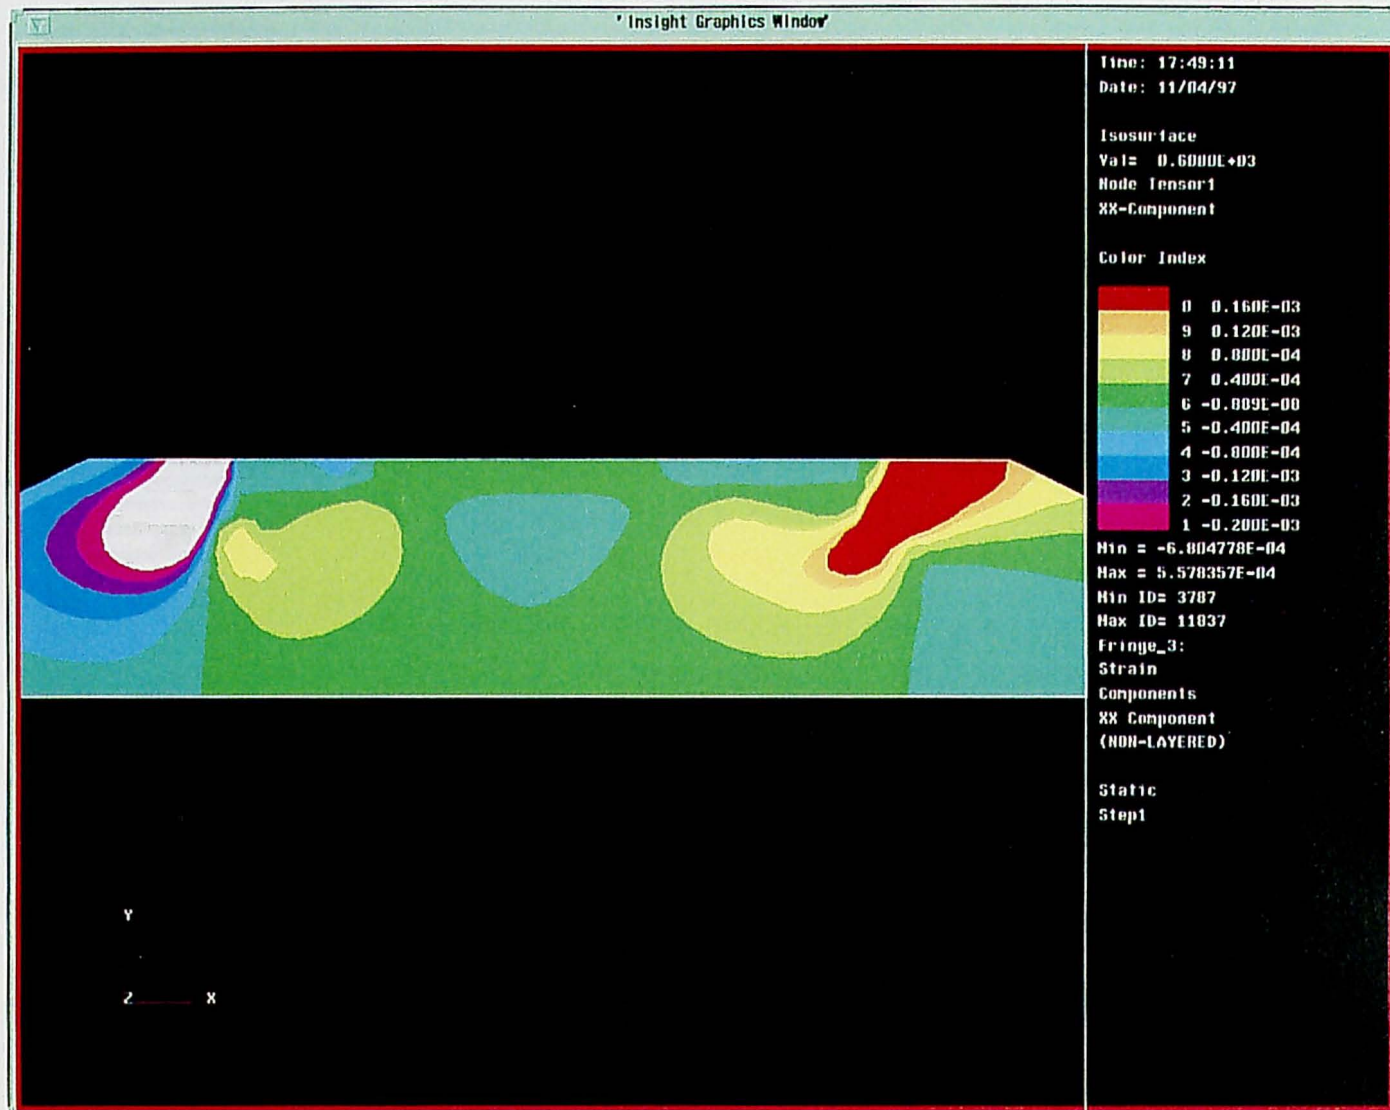 'Insight Graphics Window'
Time: 17:49:11
Date: 11/04/97
Isosurface
Val= 0.6000E+03
Node Tensor1
XX-Component
Color Index
0 0.160E-03
9 0.120E-03
8 0.800E-04
7 0.400E-04
6 -0.809E-08
5 -0.400E-04
4 -0.800E-04
3 -0.120E-03
2 -0.160E-03
1 -0.200E-03
Min = -6.804778E-04
Max = 5.578357E-04
Min ID= 3787
Max ID= 11837
Fringe_3:
Strain
Components
XX Component
(NON-LAYERED)
Static
Step1
Y
Z X